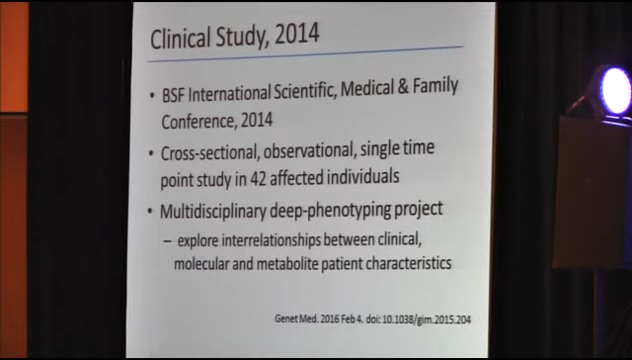 Clinical Study, 2014
• BSF International Scientific, Medical & Family
Conference, 2014
• Cross-sectional, observational, single time
point study in 42 affected individuals
• Multidisciplinary deep-phenotyping project
– explore interrelationships between clinical,
molecular and metabolite patient characteristics
Genet Med. 2016 Feb 4. doi: 10.1038/gim.2015.204